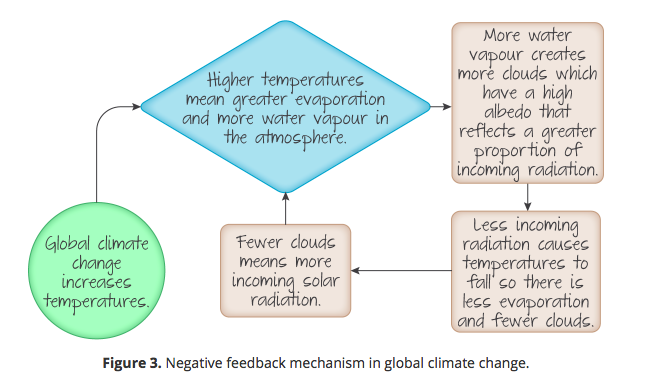 Global climate
change
increases
temperatures.
Higher temperatures
mean greater evaporation
and more water vapour in
the atmosphere.
More water
vapour creates
more clouds which
have a high
albedo that
reflects a greater
proportion of
incoming radiation.
Less incoming
radiation causes
temperatures to
fall so there is
less evaporation
and fewer clouds.
Fewer clouds
means more
incoming solar
radiation.
Figure 3. Negative feedback mechanism in global climate change.